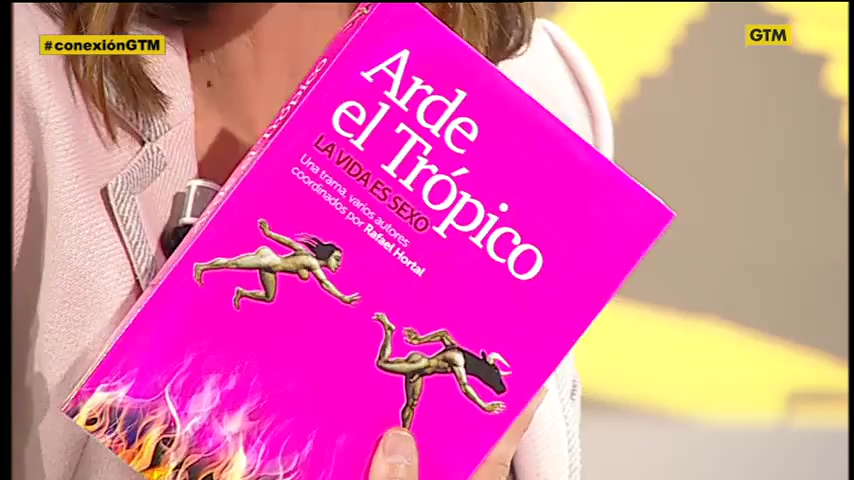 #conexiónGTM
GTM
Arde
el Trópico
LA VIDA ES SEXO
Una trama, varios autores
coordinados por Rafael Hortal